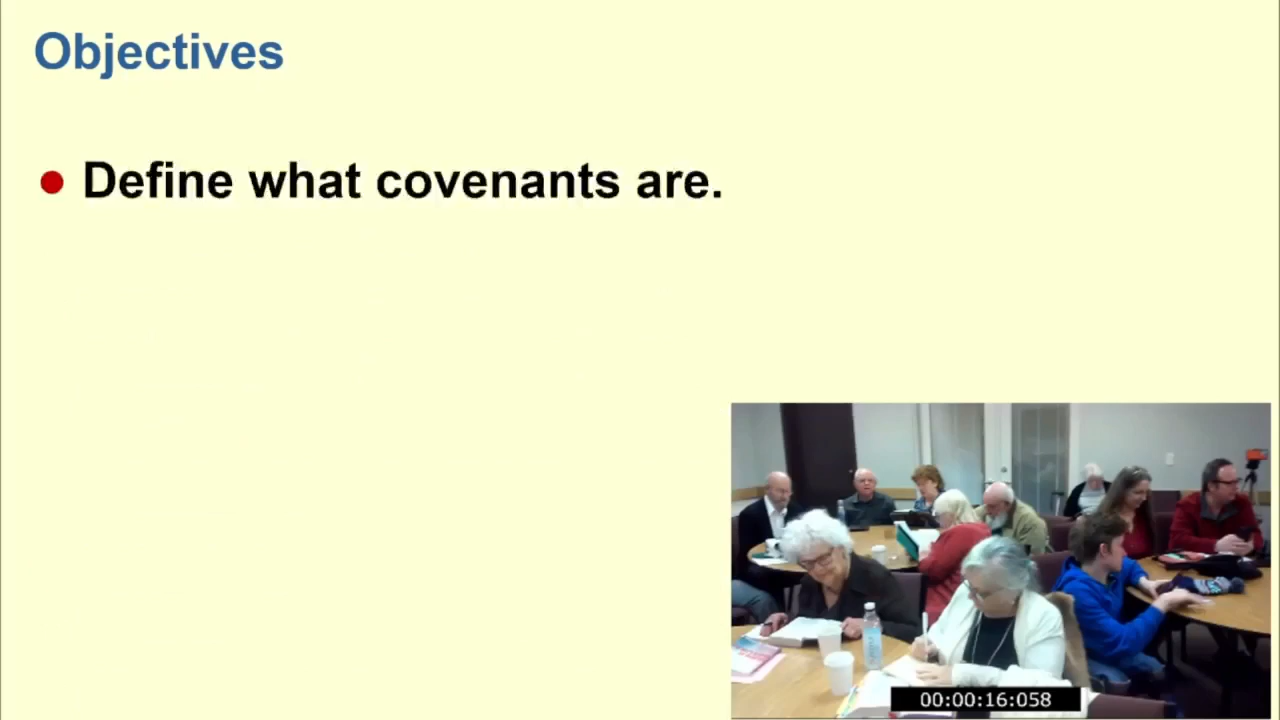 Objectives
● Define what covenants are.
00:00:16:058